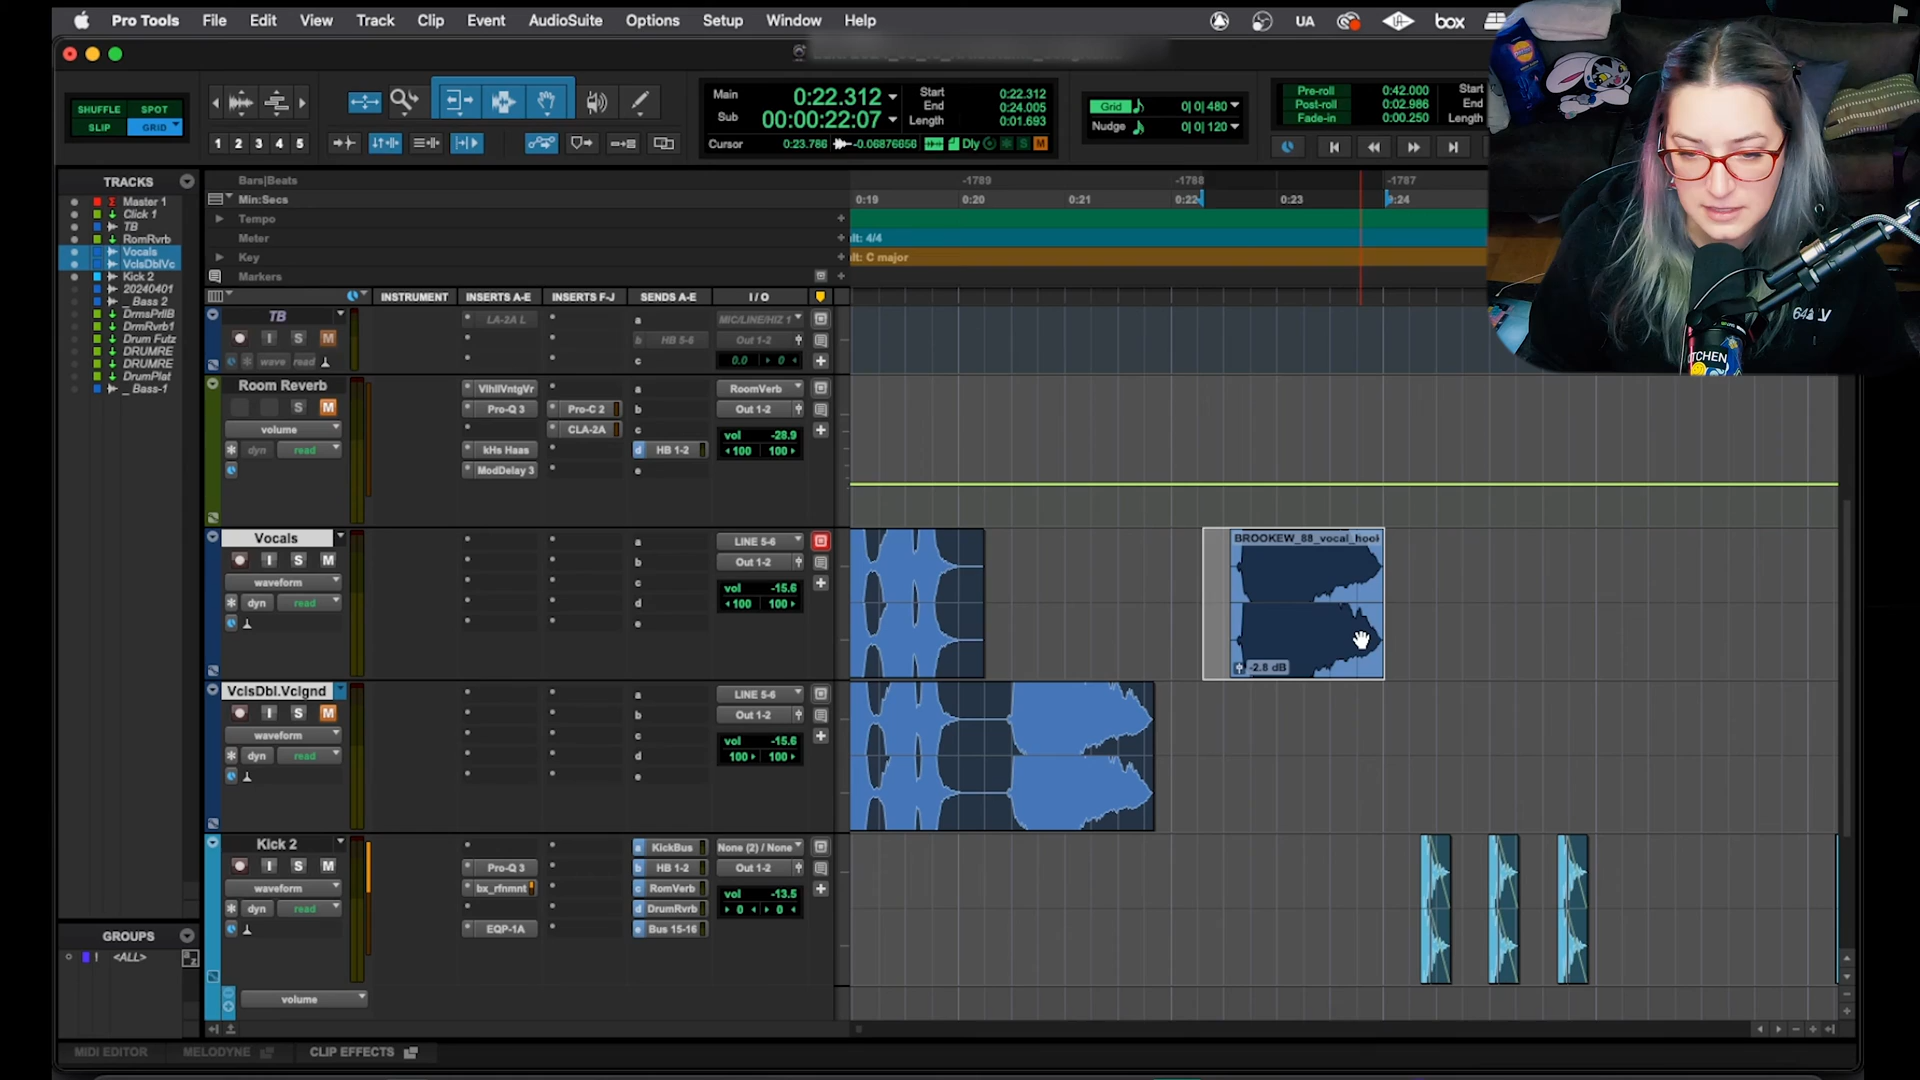 Pro Tools File Edit View Track Clip Event AudioSuite Options Setup Window Help UA box
SHUFFLE SPOT
SLIP GRID
1 2 3 4 5
Main 0:22.312
Sub 00:00:22:07
Start 0:22.312
End 0:24.005
Length 0:01.693
Cursor 0:23.786 -0.06876656 Dly S M
Grid 0| 0| 480
Nudge 0| 0| 120
Pre-roll 0:42.000
Post-roll 0:02.986
Fade-in 0:00.250
Start
End
Length
TRACKS
Master 1
Click 1
TB
RomRvrb
Vocals
VclsDblVc
Kick 2
20240401
_ Bass 2
DrmsPrllB
DrmRvrb1
Drum Futz
DRUMRE
DRUMRE
DrumPlat
_ Bass-1
GROUPS
! <ALL>
Bars|Beats -1789 -1788 -1787
Min:Secs 0:19 0:20 0:21 0:22 0:23 0:24
Tempo
Meter lt: 4/4
Key lt: C major
Markers
INSTRUMENT INSERTS A-E INSERTS F-J SENDS A-E I / O
TB LA-2A L a MIC/LINE/HIZ 1
I S M b HB 5-6 Out 1-2
wave read c 0.0 0
Room Reverb VlhllVntgVr a RoomVerb
S M Pro-Q 3 Pro-C 2 b Out 1-2
volume CLA-2A c vol -28.9
dyn read kHs Haas d HB 1-2 100 100
ModDelay 3 e
Vocals a LINE 5-6
I S M b Out 1-2
waveform c vol -15.6
dyn read d 100 100
e
BROOKEW_88_vocal_hook
-2.8 dB
VclsDbl.Vclgnd a LINE 5-6
I S M b Out 1-2
waveform c vol -15.6
dyn read d 100 100
e
Kick 2 a KickBus None (2) / None
I S M Pro-Q 3 b HB 1-2 Out 1-2
waveform bx_rfnmnt c RomVerb vol -13.5
dyn read d DrumRvrb 0 0
EQP-1A e Bus 15-16
volume
MIDI EDITOR MELODYNE CLIP EFFECTS